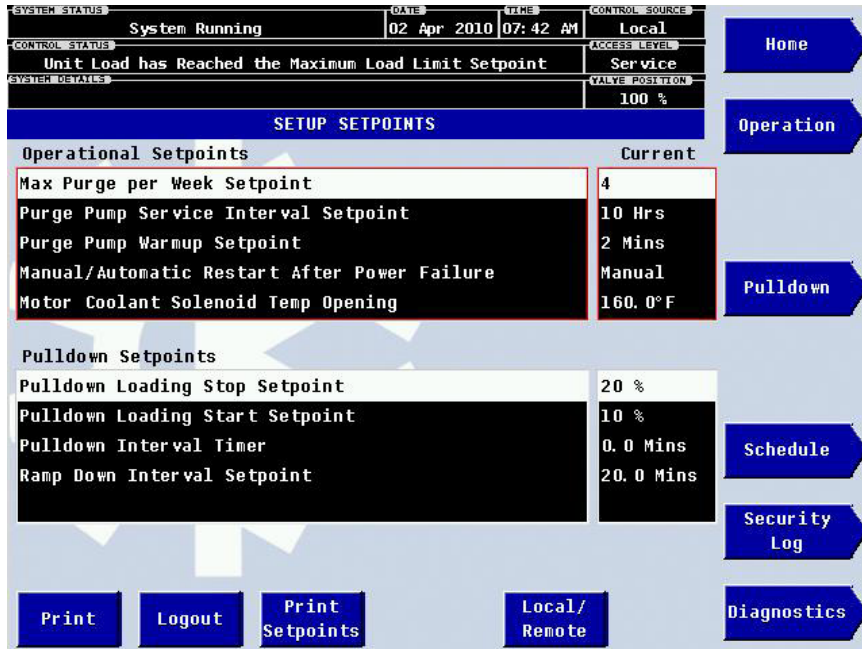 SYSTEM STATUS
System Running
DATE
02 Apr 2010
TIME
07:42 AM
CONTROL SOURCE
Local
CONTROL STATUS
Unit Load has Reached the Maximum Load Limit Setpoint
ACCESS LEVEL
Service
SYSTEM DETAILS
VALVE POSITION
100 %
SETUP SETPOINTS
Operational Setpoints Current
Max Purge per Week Setpoint 4
Purge Pump Service Interval Setpoint 10 Hrs
Purge Pump Warmup Setpoint 2 Mins
Manual/Automatic Restart After Power Failure Manual
Motor Coolant Solenoid Temp Opening 160.0°F
Pulldown Setpoints
Pulldown Loading Stop Setpoint 20 %
Pulldown Loading Start Setpoint 10 %
Pulldown Interval Timer 0.0 Mins
Ramp Down Interval Setpoint 20.0 Mins
Home
Operation
Pulldown
Schedule
Security
Log
Diagnostics
Print
Logout
Print
Setpoints
Local/
Remote